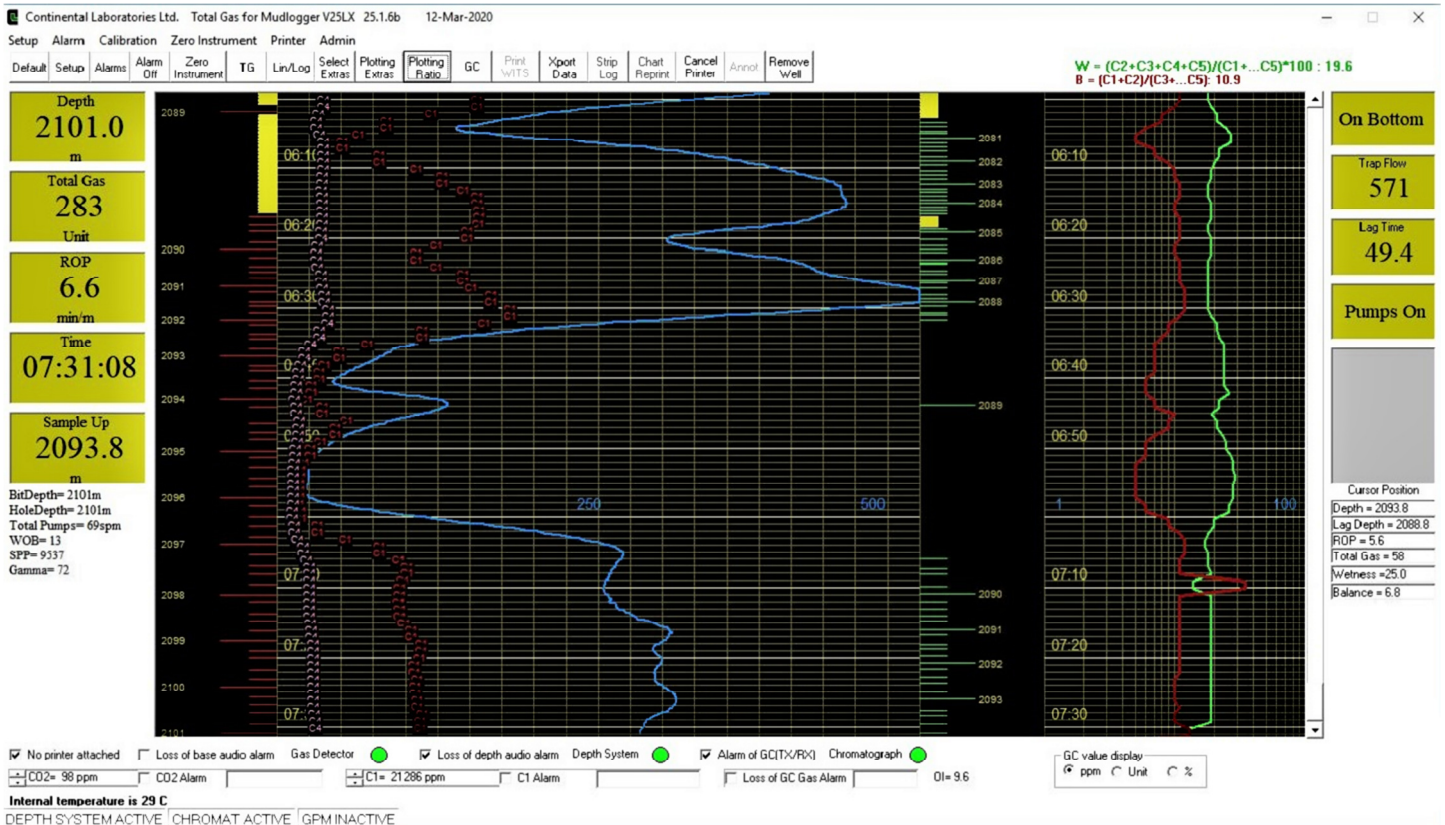 Continental Laboratories Ltd. Total Gas for Mudlogger V25LX 25.1.6b 12-Mar-2020
Setup Alarm Calibration Zero Instrument Printer Admin
Default Setup Alarms Alarm Off Zero Instrument TG Lin/Log Select Extras Plotting Extras Plotting Ratio GC Print WITS Xport Data Strip Log Chart Reprint Cancel Printer Annot Remove Well
W = (C2+C3+C4+C5)/(C1+...C5)*100 : 19.6
B = (C1+C2)/(C3+...C5): 10.9
Depth
2101.0
m
Total Gas
283
Unit
ROP
6.6
min/m
Time
07:31:08
Sample Up
2093.8
m
BitDepth= 2101m
HoleDepth= 2101m
Total Pumps= 69spm
WOB= 13
SPP= 9537
Gamma= 72
2089
2090
2091
2092
2093
2094
2095
2096
2097
2098
2099
2100
2101
06:10
06:20
06:30
06:50
250
500
C1
C4
2081
2082
2083
2084
2085
2086
2087
2088
2089
2090
2091
2092
2093
06:10
06:20
06:30
06:40
06:50
1
100
07:10
07:20
07:30
On Bottom
Trap Flow
571
Lag Time
49.4
Pumps On
Cursor Position
Depth = 2093.8
Lag Depth = 2088.8
ROP = 5.6
Total Gas = 58
Wetness =25.0
Balance = 6.8
No printer attached Loss of base audio alarm Gas Detector Loss of depth audio alarm Depth System Alarm of GC(TX/RX) Chromatograph
CO2= 98 ppm CO2 Alarm C1= 21286 ppm C1 Alarm Loss of GC Gas Alarm OI= 9.6
GC value display
ppm Unit %
Internal temperature is 29 C
DEPTH SYSTEM ACTIVE CHROMAT ACTIVE GPM INACTIVE